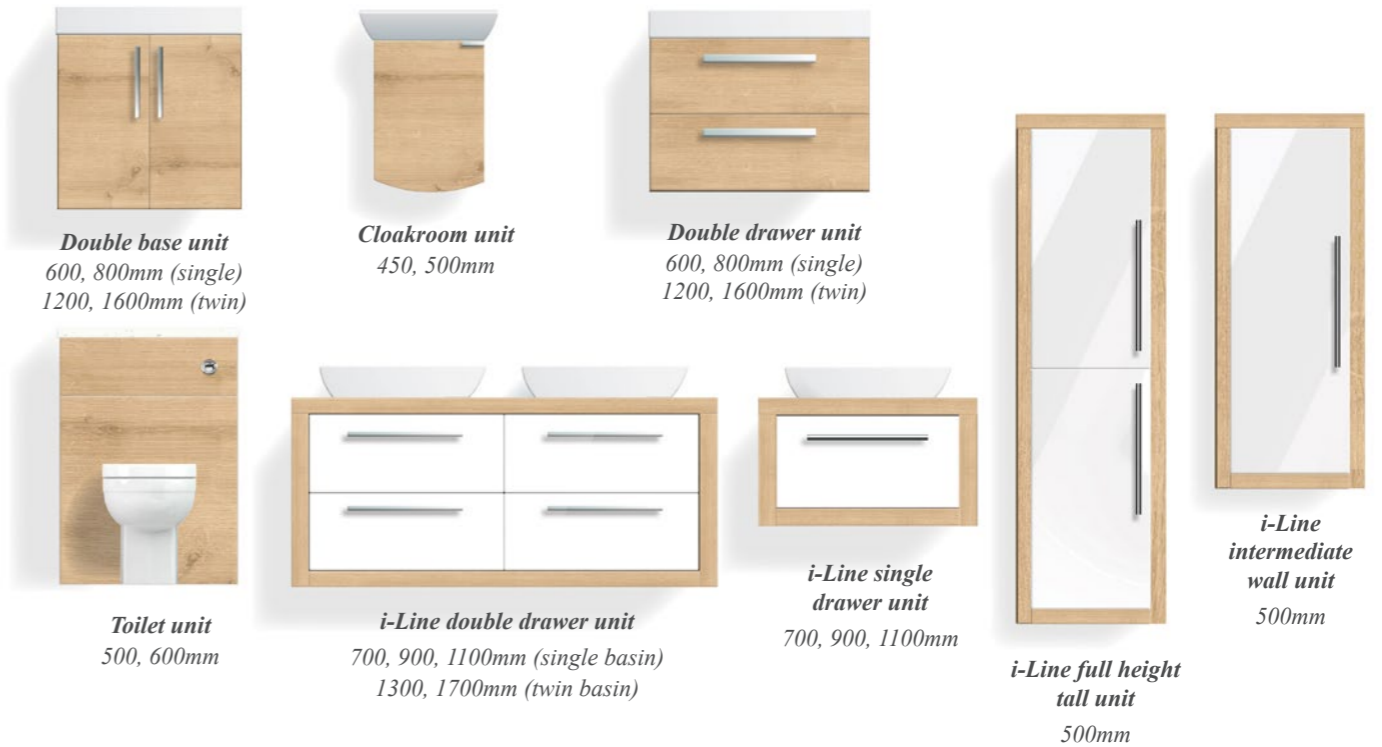 Double base unit
600, 800mm (single)
1200, 1600mm (twin)
Cloakroom unit
450, 500mm
Double drawer unit
600, 800mm (single)
1200, 1600mm (twin)
Toilet unit
500, 600mm
i-Line double drawer unit
700, 900, 1100mm (single basin)
1300, 1700mm (twin basin)
i-Line single
drawer unit
700, 900, 1100mm
i-Line full height
tall unit
500mm
i-Line
intermediate
wall unit
500mm